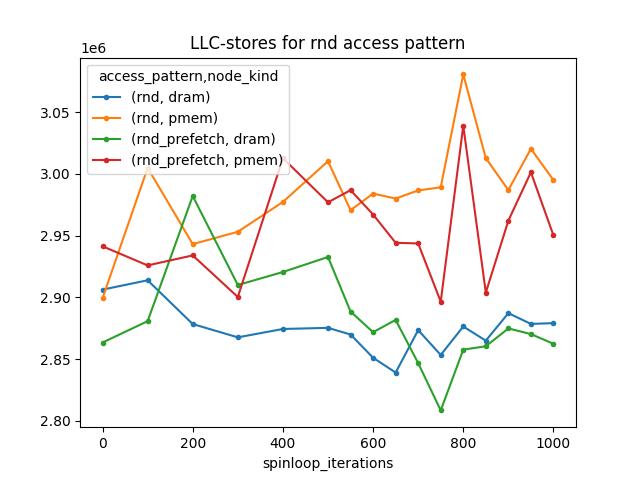 LLC-stores for rnd access pattern
1e6
access_pattern,node_kind
(rnd, dram)
(rnd, pmem)
(rnd_prefetch, dram)
(rnd_prefetch, pmem)
3.05
3.00
2.95
2.90
2.85
2.80
0 200 400 600 800 1000
spinloop_iterations